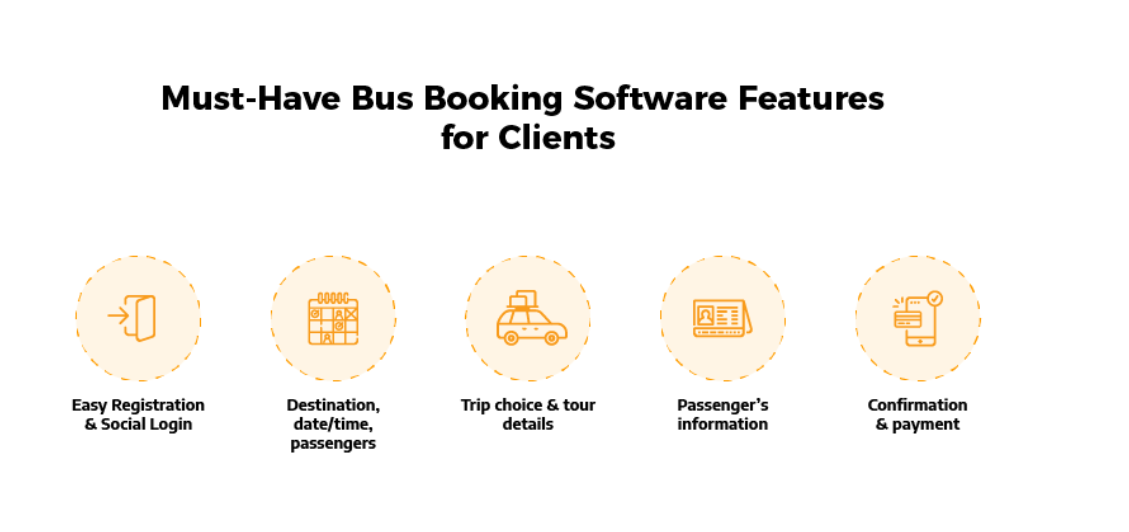 Must-Have Bus Booking Software Features
for Clients
Easy Registration
& Social Login
Destination,
date/time,
passengers
Trip choice & tour
details
Passenger’s
information
Confirmation
& payment